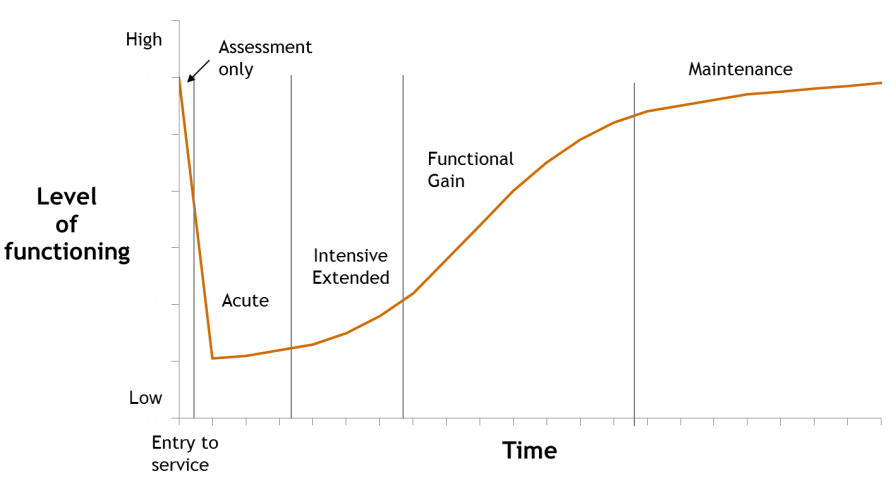 High
Assessment
only
Maintenance
Functional
Gain
Level
of
functioning
Intensive
Extended
Acute
Low
Entry to
service
Time